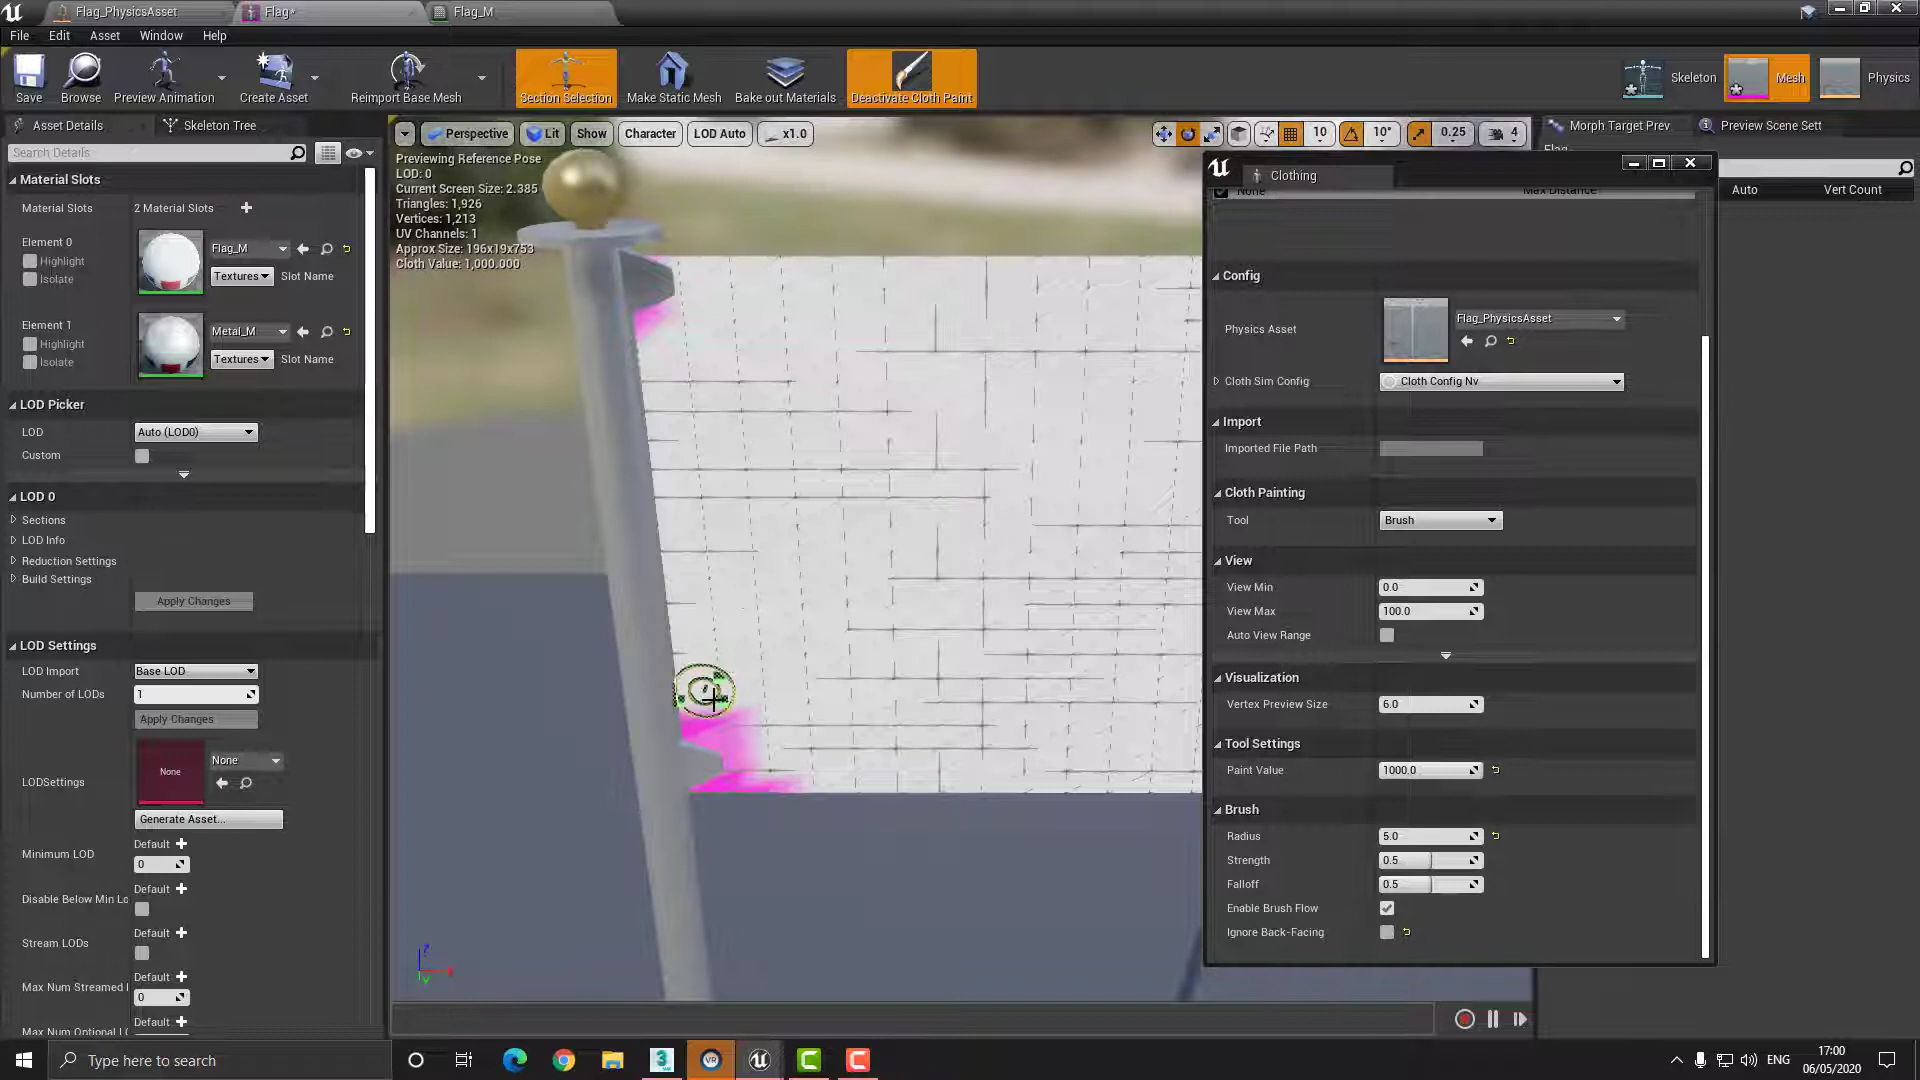 Flag_PhysicsAsset
Flag*
Flag_M
File Edit Asset Window Help
Save
Browse
Preview Animation
Create Asset
Reimport Base Mesh
Section Selection
Make Static Mesh
Bake out Materials
Deactivate Cloth Paint
Skeleton
Mesh
Physics
Asset Details
Skeleton Tree
Perspective
Lit
Show
Character
LOD Auto
x1.0
10
10°
0.25
4
Morph Target Prev
Preview Scene Sett
Search Details
Previewing Reference Pose
LOD: 0
Current Screen Size: 2.385
Triangles: 1,926
Vertices: 1,213
UV Channels: 1
Approx Size: 196x19x753
Cloth Value: 1,000.000
Material Slots
Material Slots 2 Material Slots
Element 0
Highlight
Isolate
Flag_M
Textures
Slot Name
Element 1
Highlight
Isolate
Metal_M
Textures
Slot Name
LOD Picker
LOD Auto (LOD0)
Custom
LOD 0
Sections
LOD Info
Reduction Settings
Build Settings
Apply Changes
LOD Settings
LOD Import Base LOD
Number of LODs 1
Apply Changes
LODSettings
None
None
Generate Asset...
Minimum LOD
Default
0
Disable Below Min Lo
Default
Stream LODs
Default
Max Num Streamed
Default
0
Max Num Optional LO
Default
Clothing
None
Max Distance
Auto
Vert Count
Config
Physics Asset
Flag_PhysicsAsset
Cloth Sim Config
Cloth Config Nv
Import
Imported File Path
Cloth Painting
Tool Brush
View
View Min 0.0
View Max 100.0
Auto View Range
Visualization
Vertex Preview Size 6.0
Tool Settings
Paint Value 1000.0
Brush
Radius 5.0
Strength 0.5
Falloff 0.5
Enable Brush Flow
Ignore Back-Facing
Type here to search
ENG
17:00
06/05/2020